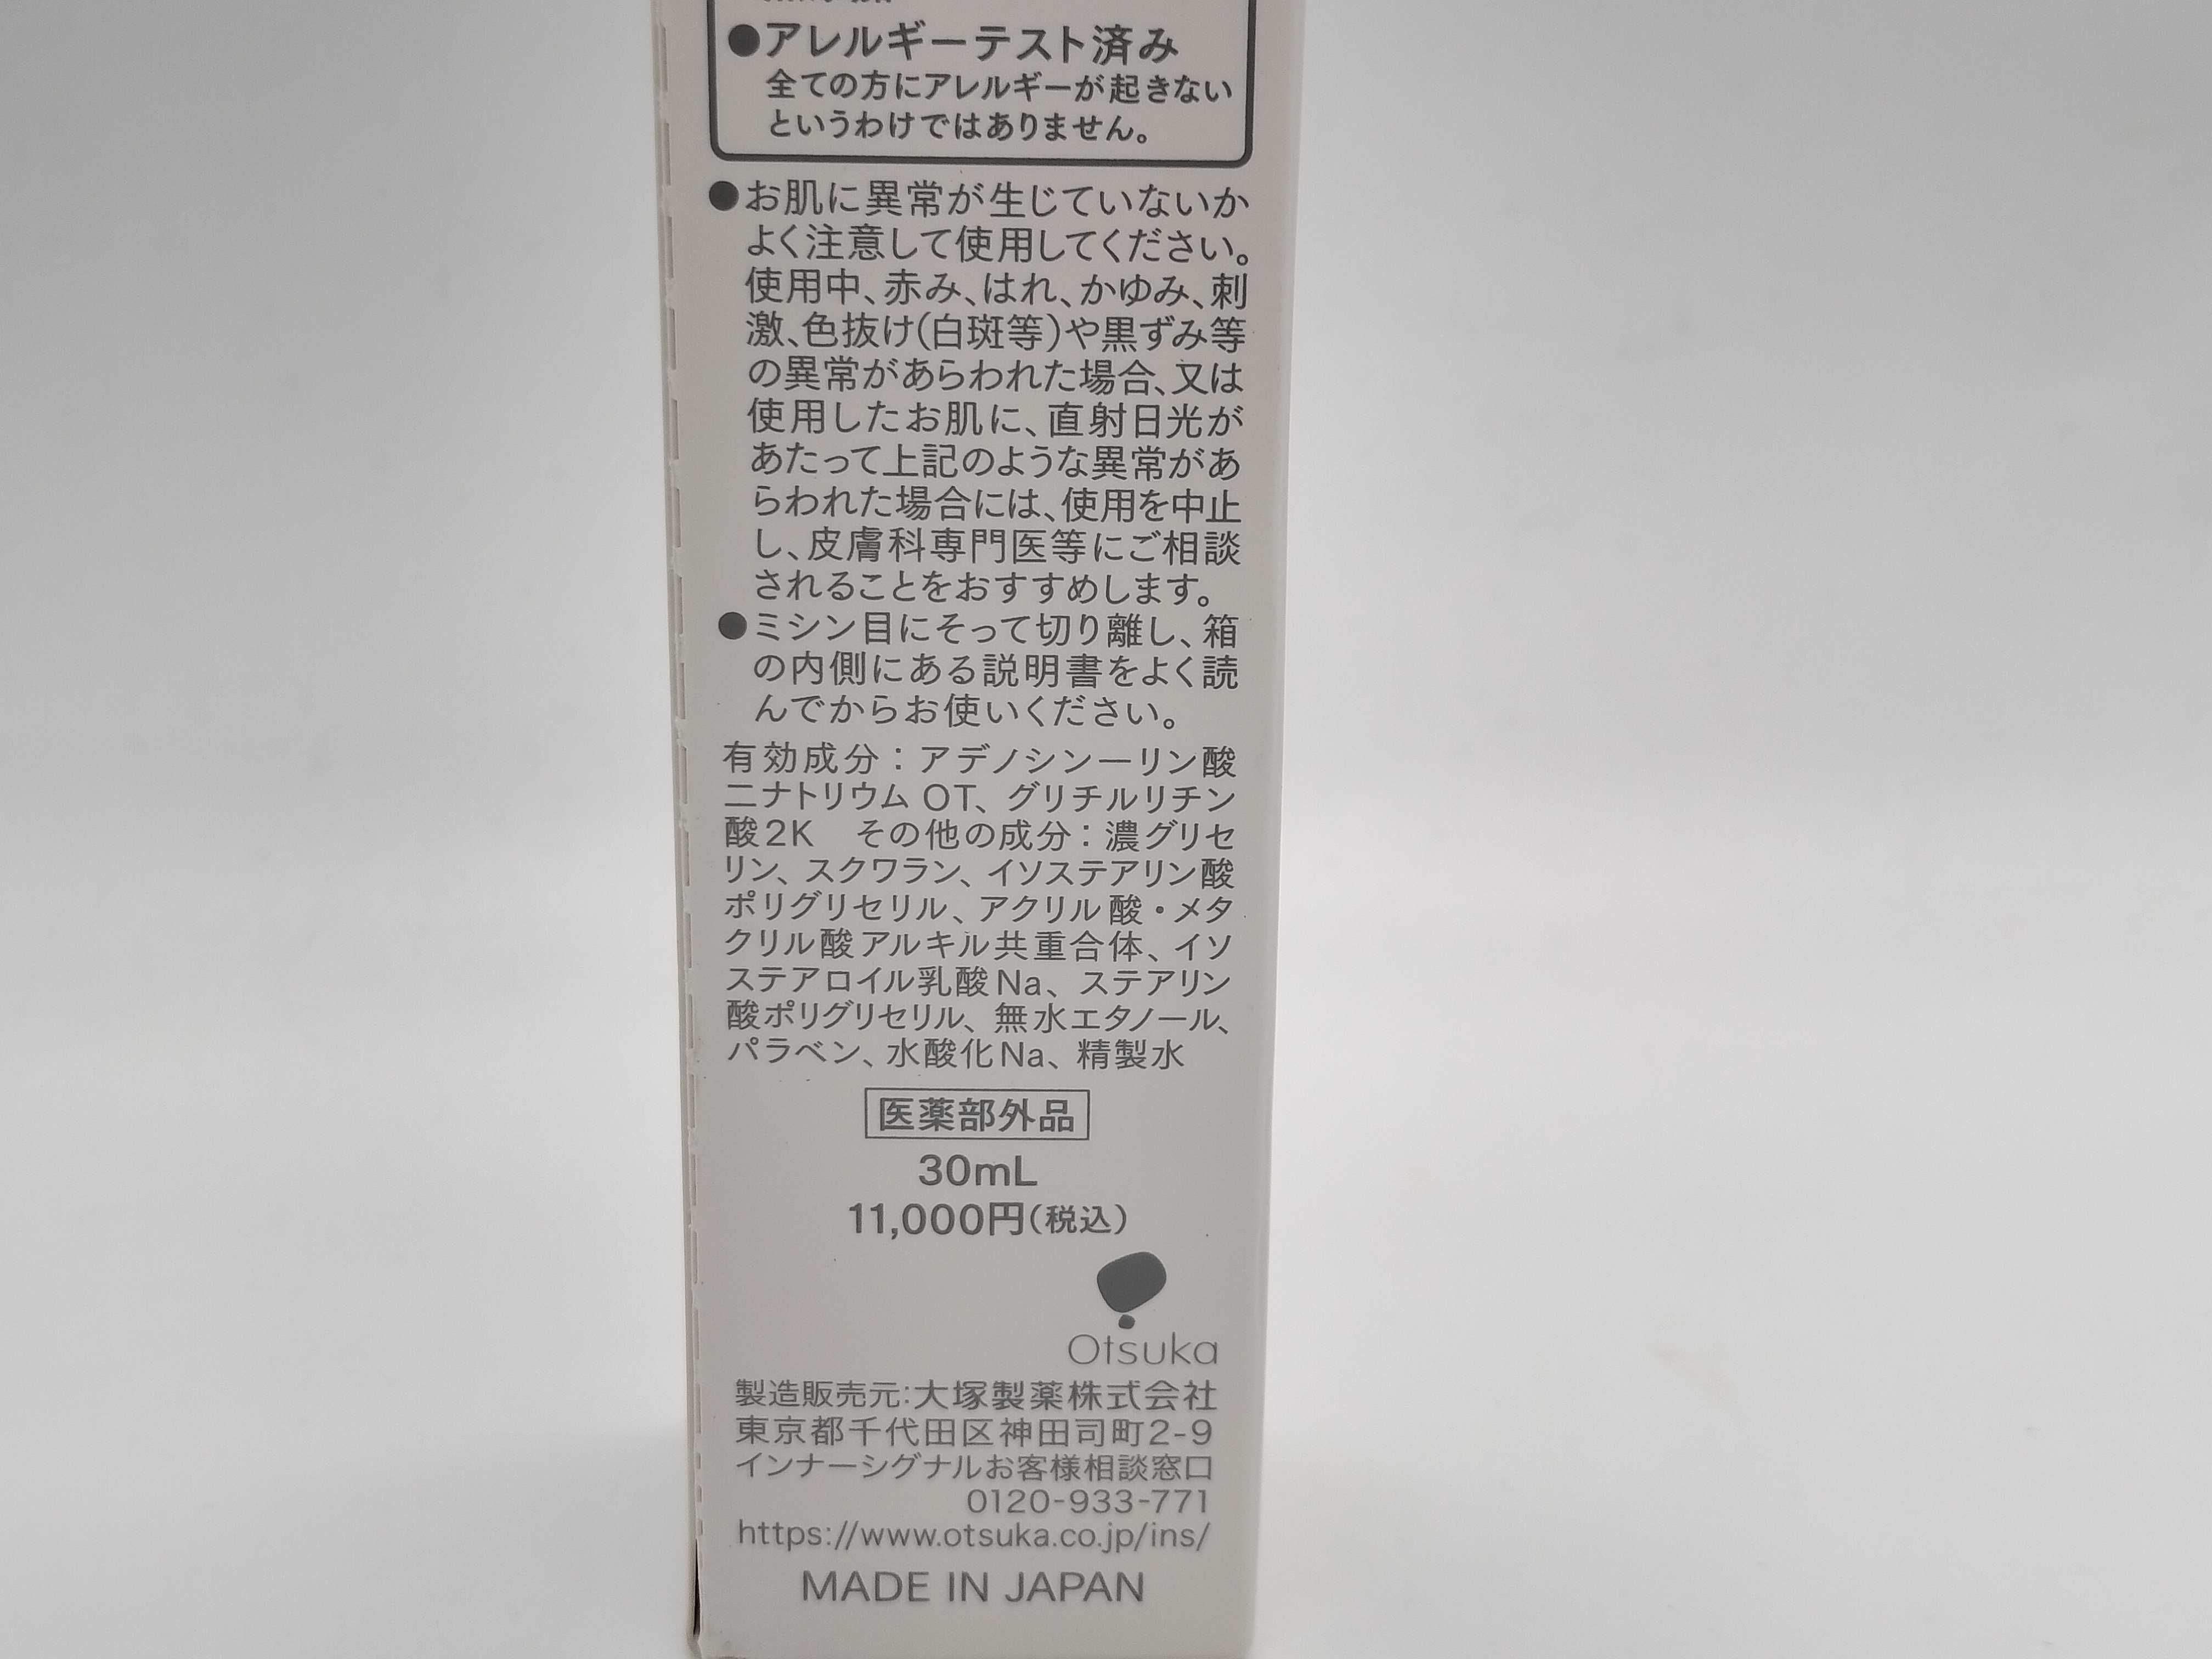 ●アレルギーテスト済み
全ての方にアレルギーが起きない
というわけではありません。
●お肌に異常が生じていないか
よく注意して使用してください。
使用中、赤み、はれ、かゆみ、刺
激、色抜け(白斑等)や黒ずみ等
の異常があらわれた場合、又は
使用したお肌に、直射日光が
あたって上記のような異常があ
らわれた場合には、使用を中止
し、皮膚科専門医等にご相談
されることをおすすめします。
●ミシン目にそって切り離し、箱
の内側にある説明書をよく読
んでからお使いください。
有効成分：アデノシン一リン酸
二ナトリウム OT、グリチルリチン
酸2K　その他の成分：濃グリセ
リン、スクワラン、イソステアリン酸
ポリグリセリル、アクリル酸・メタ
クリル酸アルキル共重合体、イソ
ステアロイル乳酸Na、ステアリン
酸ポリグリセリル、無水エタノール、
パラベン、水酸化Na、精製水
医薬部外品
30mL
11,000円(税込)
Otsuka
製造販売元:大塚製薬株式会社
東京都千代田区神田司町2-9
インナーシグナルお客様相談窓口
0120-933-771
https://www.otsuka.co.jp/ins/
MADE IN JAPAN